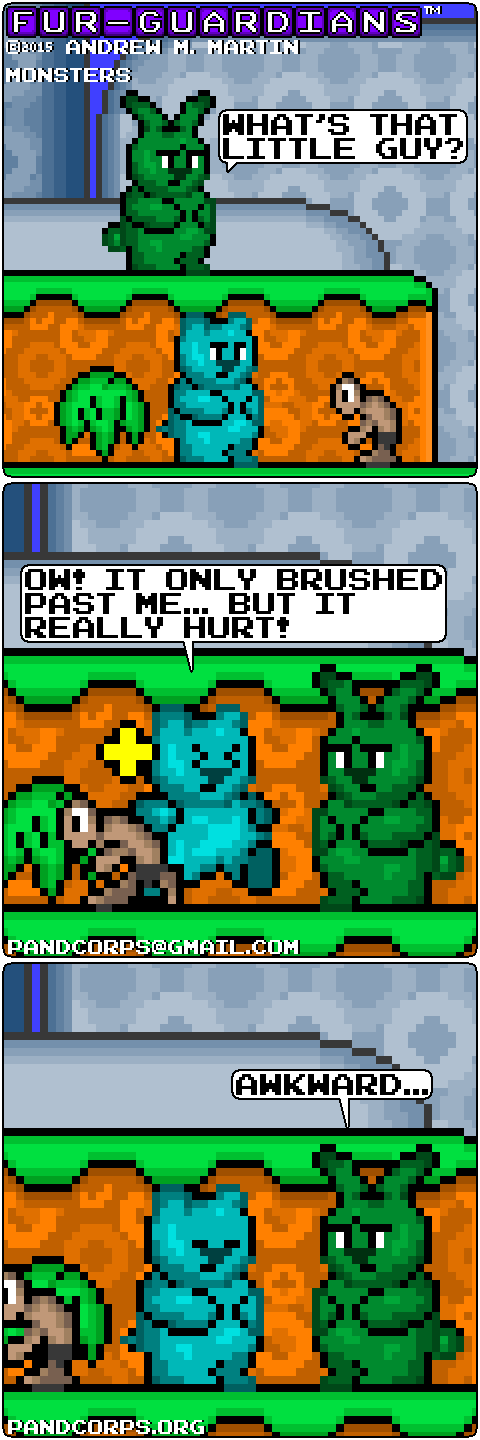 FUR-GUARDIANS™
©2015 ANDREW M. MARTIN
MONSTERS
WHAT'S THAT
LITTLE GUY?
OW! IT ONLY BRUSHED
PAST ME... BUT IT
REALLY HURT!
PANDCORPS@GMAIL.COM
AWKWARD...
PANDCORPS.ORG